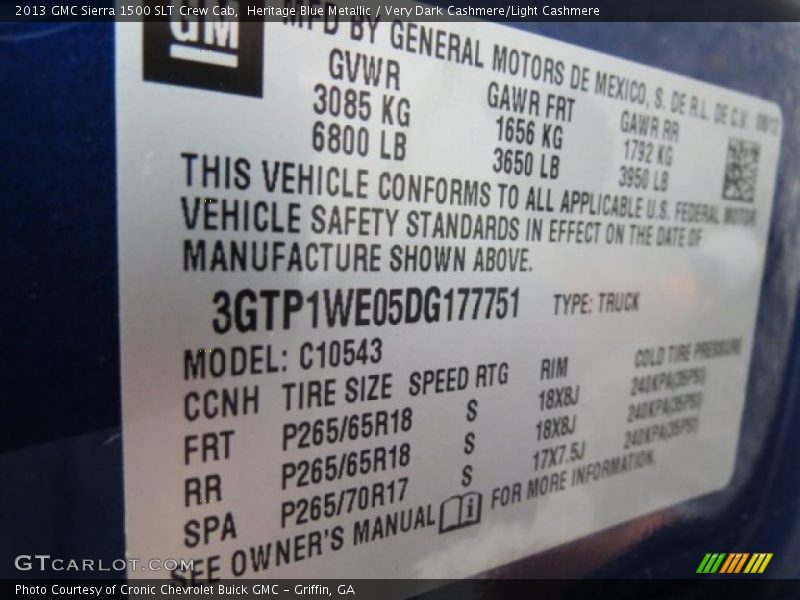 2013 GMC Sierra 1500 SLT Crew Cab, Heritage Blue Metallic / Very Dark Cashmere/Light Cashmere
GM
MFD BY GENERAL MOTORS DE MEXICO, S. DE R.L. DE C.V.
GVWR GAWR FRT GAWR RR
3085 KG 1656 KG 1792 KG
6800 LB 3650 LB 3950 LB
THIS VEHICLE CONFORMS TO ALL APPLICABLE U.S. FEDERAL MOTOR
VEHICLE SAFETY STANDARDS IN EFFECT ON THE DATE OF
MANUFACTURE SHOWN ABOVE.
3GTP1WE05DG177751 TYPE: TRUCK
MODEL: C10543
CCNH TIRE SIZE SPEED RTG RIM COLD TIRE PRESSURE
FRT P265/65R18 S 18X8J 240KPA(35PSI)
RR P265/65R18 S 18X8J 240KPA(35PSI)
SPA P265/70R17 S 17X7.5J 240KPA(35PSI)
SEE OWNER'S MANUAL FOR MORE INFORMATION.
GTcarlot.com
Photo Courtesy of Cronic Chevrolet Buick GMC – Griffin, GA